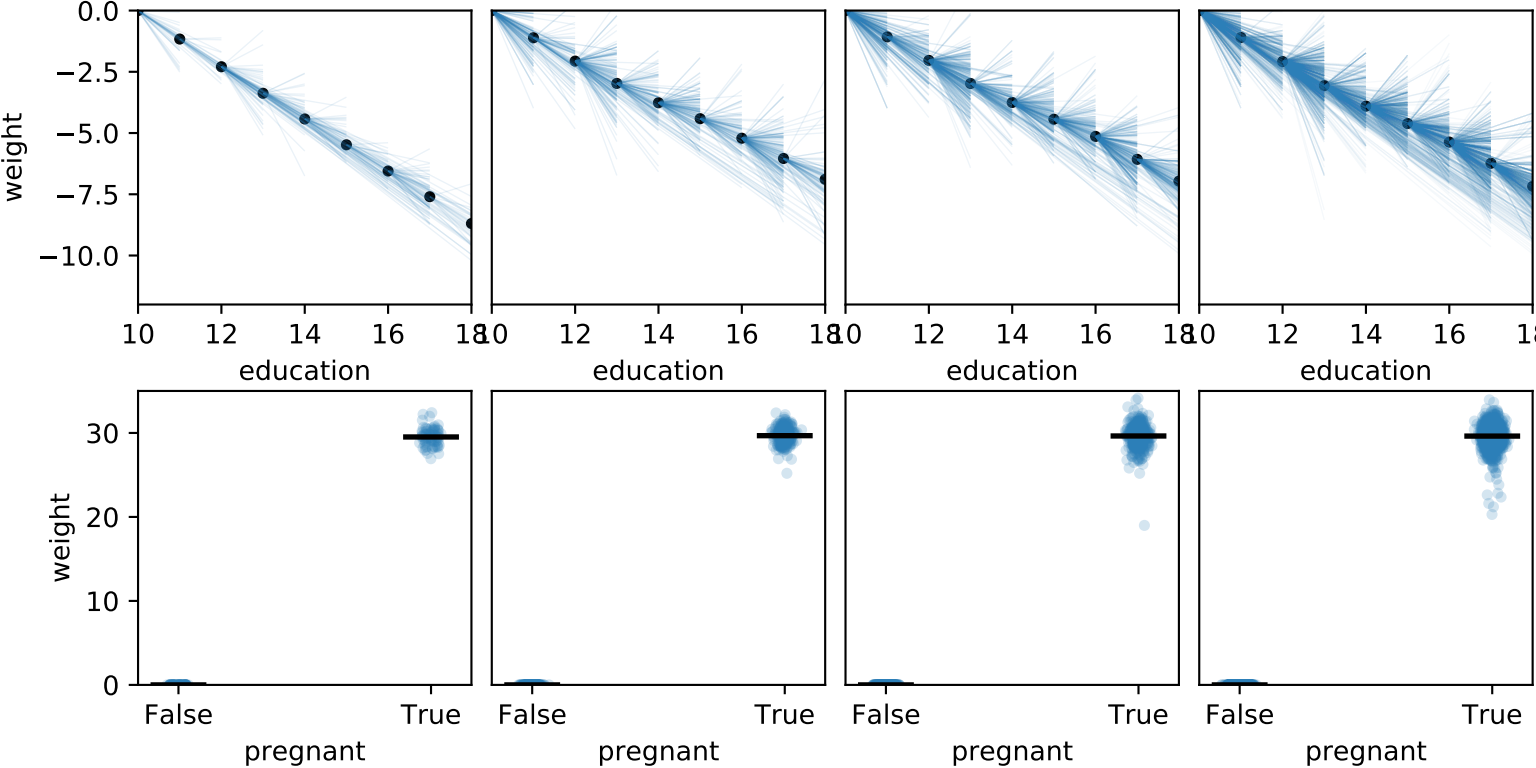 0.0
−2.5
−5.0
−7.5
−10.0
weight
10 12 14 16 18
10 12 14 16 18
10 12 14 16 18
10 12 14 16 18
education education education education
30
20
10
0
weight
False True False True False True False True
pregnant pregnant pregnant pregnant